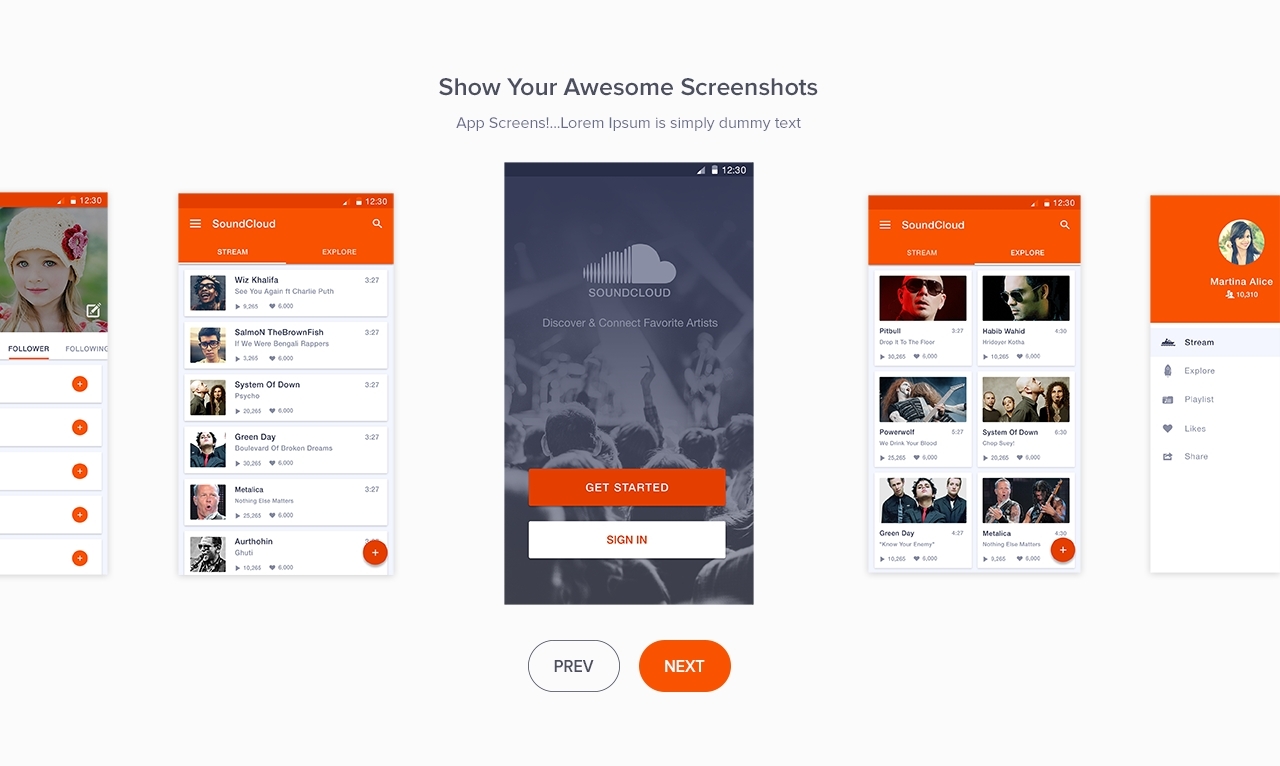 Show Your Awesome Screenshots
App Screens!...Lorem Ipsum is simply dummy text
12:30
FOLLOWER FOLLOWING
12:30
SoundCloud
STREAM EXPLORE
Wiz Khalifa 3:27
See You Again ft Charlie Puth
9,265 6,000
SalmoN TheBrownFish 3:27
If We Were Bengali Rappers
3,265 6,000
System Of Down 3:27
Psycho
20,265 6,000
Green Day 3:27
Boulevard Of Broken Dreams
30,265 6,000
Metalica 3:27
Nothing Else Matters
25,265 6,000
Aurthohin
Ghuti
10,265 6,000
12:30
SOUNDCLOUD
Discover & Connect Favorite Artists
GET STARTED
SIGN IN
12:30
SoundCloud
STREAM EXPLORE
Pitbull 3:27
Drop It To The Floor
30,265 6,000
Habib Wahid 4:30
Hridoyer Kotha
10,265 6,000
Powerwolf 5:27
We Drink Your Blood
25,265 6,000
System Of Down 6:30
Chop Suey!
20,265 6,000
Green Day 4:27
"Know Your Enemy"
10,265 6,000
Metalica 4:30
Nothing Else Matters
9,265 6,000
Martina Alice
10,310
Stream
Explore
Playlist
Likes
Share
PREV NEXT